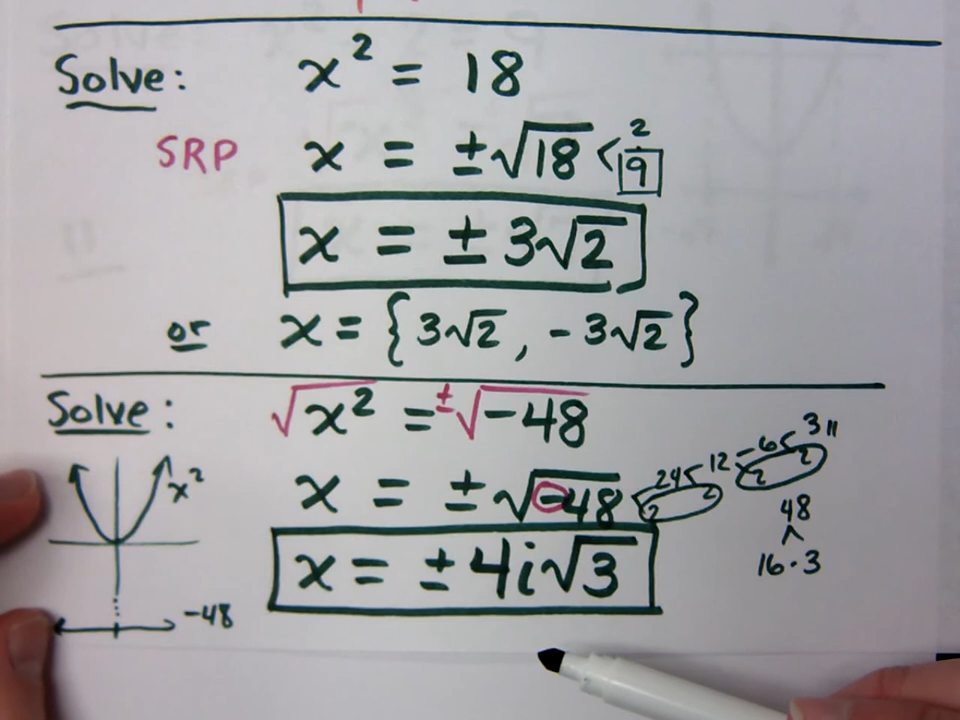 Solve: x² = 18
SRP x = ±√18 < 2 9
x = ±3√2
or x = {3√2, -3√2}
Solve: √x² = ±√-48
x = ±√-48 < 24 < 12 < 6 < 3
2 2 2 2
x²
48
16·3
x = ±4i√3
-48